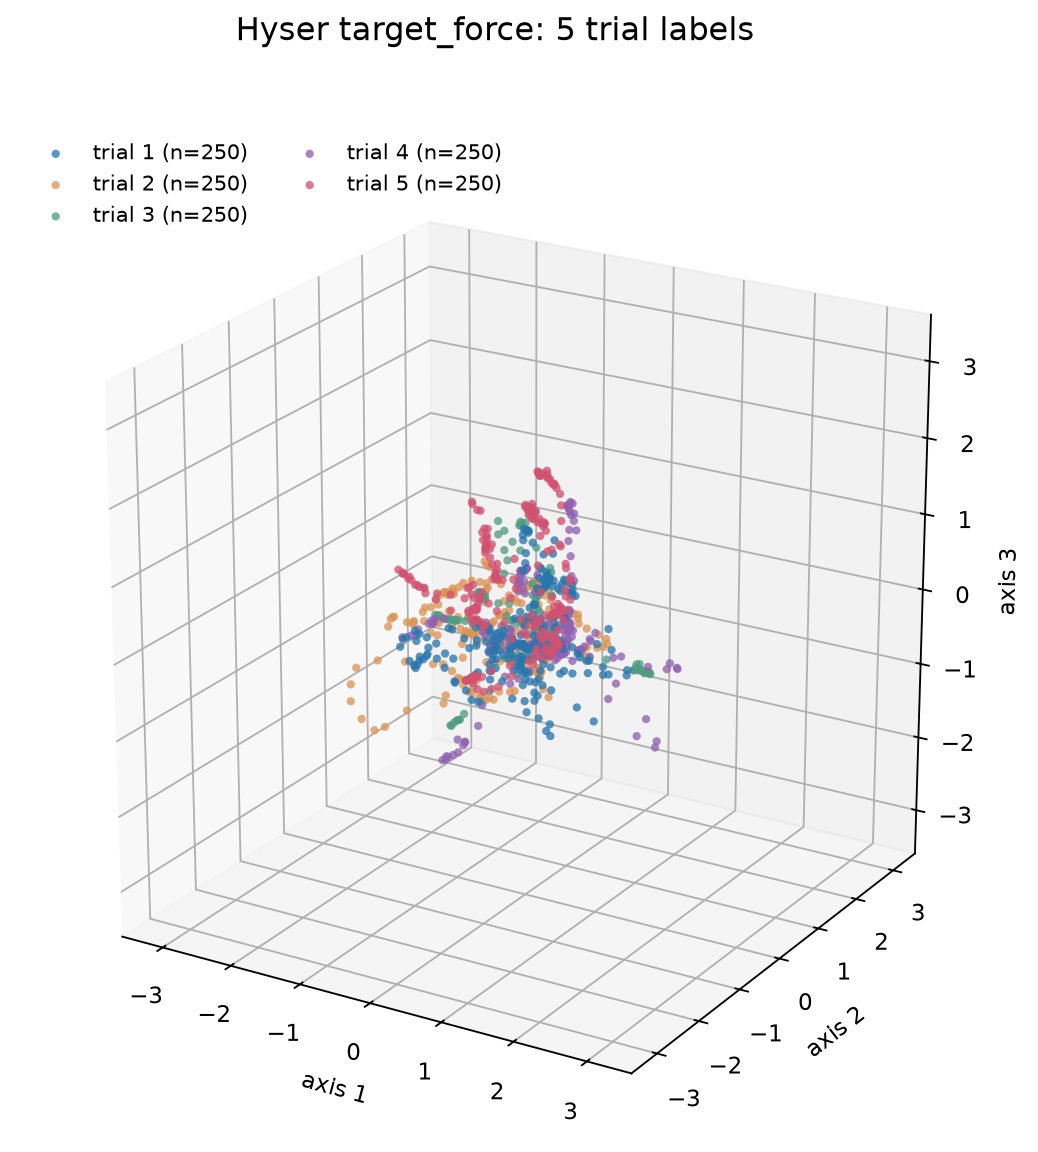 Hyser target_force: 5 trial labels
trial 1 (n=250)
trial 2 (n=250)
trial 3 (n=250)
trial 4 (n=250)
trial 5 (n=250)
3
2
1
0
−1
−2
−3
axis 3
3
2
1
0
−1
−2
−3
axis 2
−3
−2
−1
0
1
2
3
axis 1